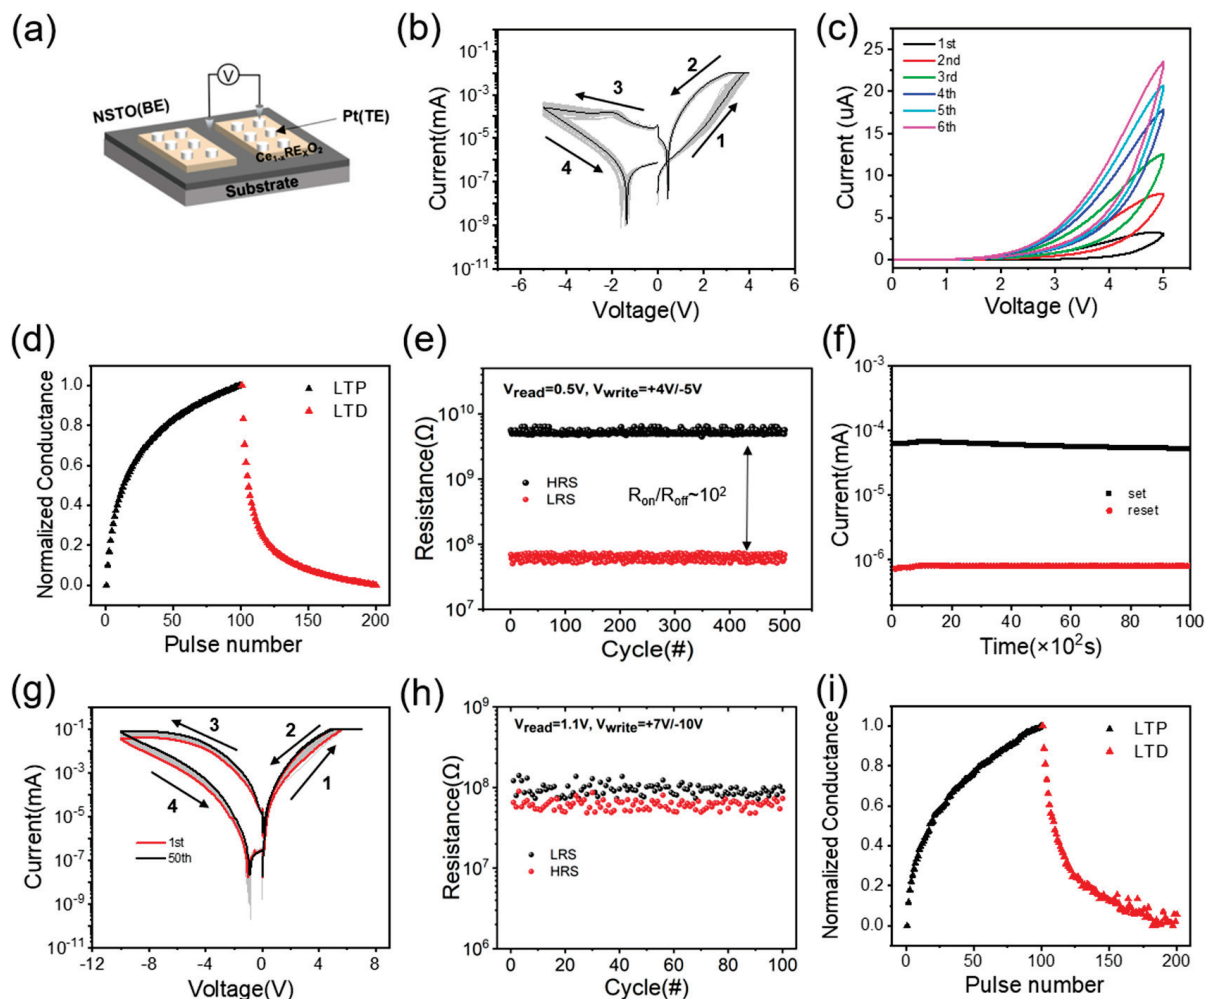 (a)
V
NSTO(BE)
Pt(TE)
Ce₁₋ₓREₓO₂
Substrate
(b)
Current(mA)
10¹
10⁻¹
10⁻³
10⁻⁵
10⁻⁷
10⁻⁹
10⁻¹¹
1
2
3
4
-6 -4 -2 0 2 4 6
Voltage(V)
(c)
Current (uA)
25
20
15
10
5
0
1st
2nd
3rd
4th
5th
6th
0 1 2 3 4 5
Voltage (V)
(d)
Normalized Conductance
1.0
0.8
0.6
0.4
0.2
0.0
LTP
LTD
0 50 100 150 200
Pulse number
(e)
Resistance(Ω)
V_read=0.5V, V_write=+4V/-5V
10¹⁰
10⁹
10⁸
10⁷
HRS
LRS
R_on/R_off~10²
0 100 200 300 400 500
Cycle(#)
(f)
Current(mA)
10⁻³
10⁻⁴
10⁻⁵
10⁻⁶
set
reset
0 20 40 60 80 100
Time(×10²s)
(g)
Current(mA)
10⁻¹
10⁻³
10⁻⁵
10⁻⁷
10⁻⁹
10⁻¹¹
3
2
1
4
1st
50th
-12 -8 -4 0 4 8
Voltage(V)
(h)
Resistance(Ω)
10⁹
10⁸
10⁷
10⁶
V_read=1.1V, V_write=+7V/-10V
LRS
HRS
0 20 40 60 80 100
Cycle(#)
(i)
Normalized Conductance
1.0
0.8
0.6
0.4
0.2
0.0
LTP
LTD
0 50 100 150 200
Pulse number